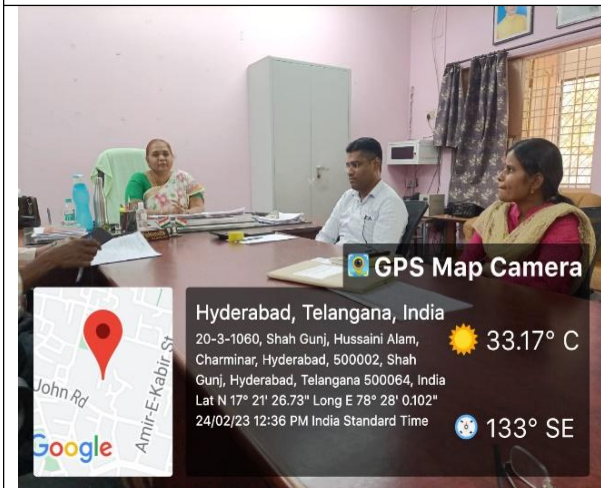 GPS Map Camera
Hyderabad, Telangana, India
20-3-1060, Shah Gunj, Hussaini Alam,
Charminar, Hyderabad, 500002, Shah
Gunj, Hyderabad, Telangana 500064, India
Lat N 17° 21' 26.73" Long E 78° 28' 0.102"
24/02/23 12:36 PM India Standard Time
33.17° C
133° SE
John Rd
Amir-E-Kabir St
Google